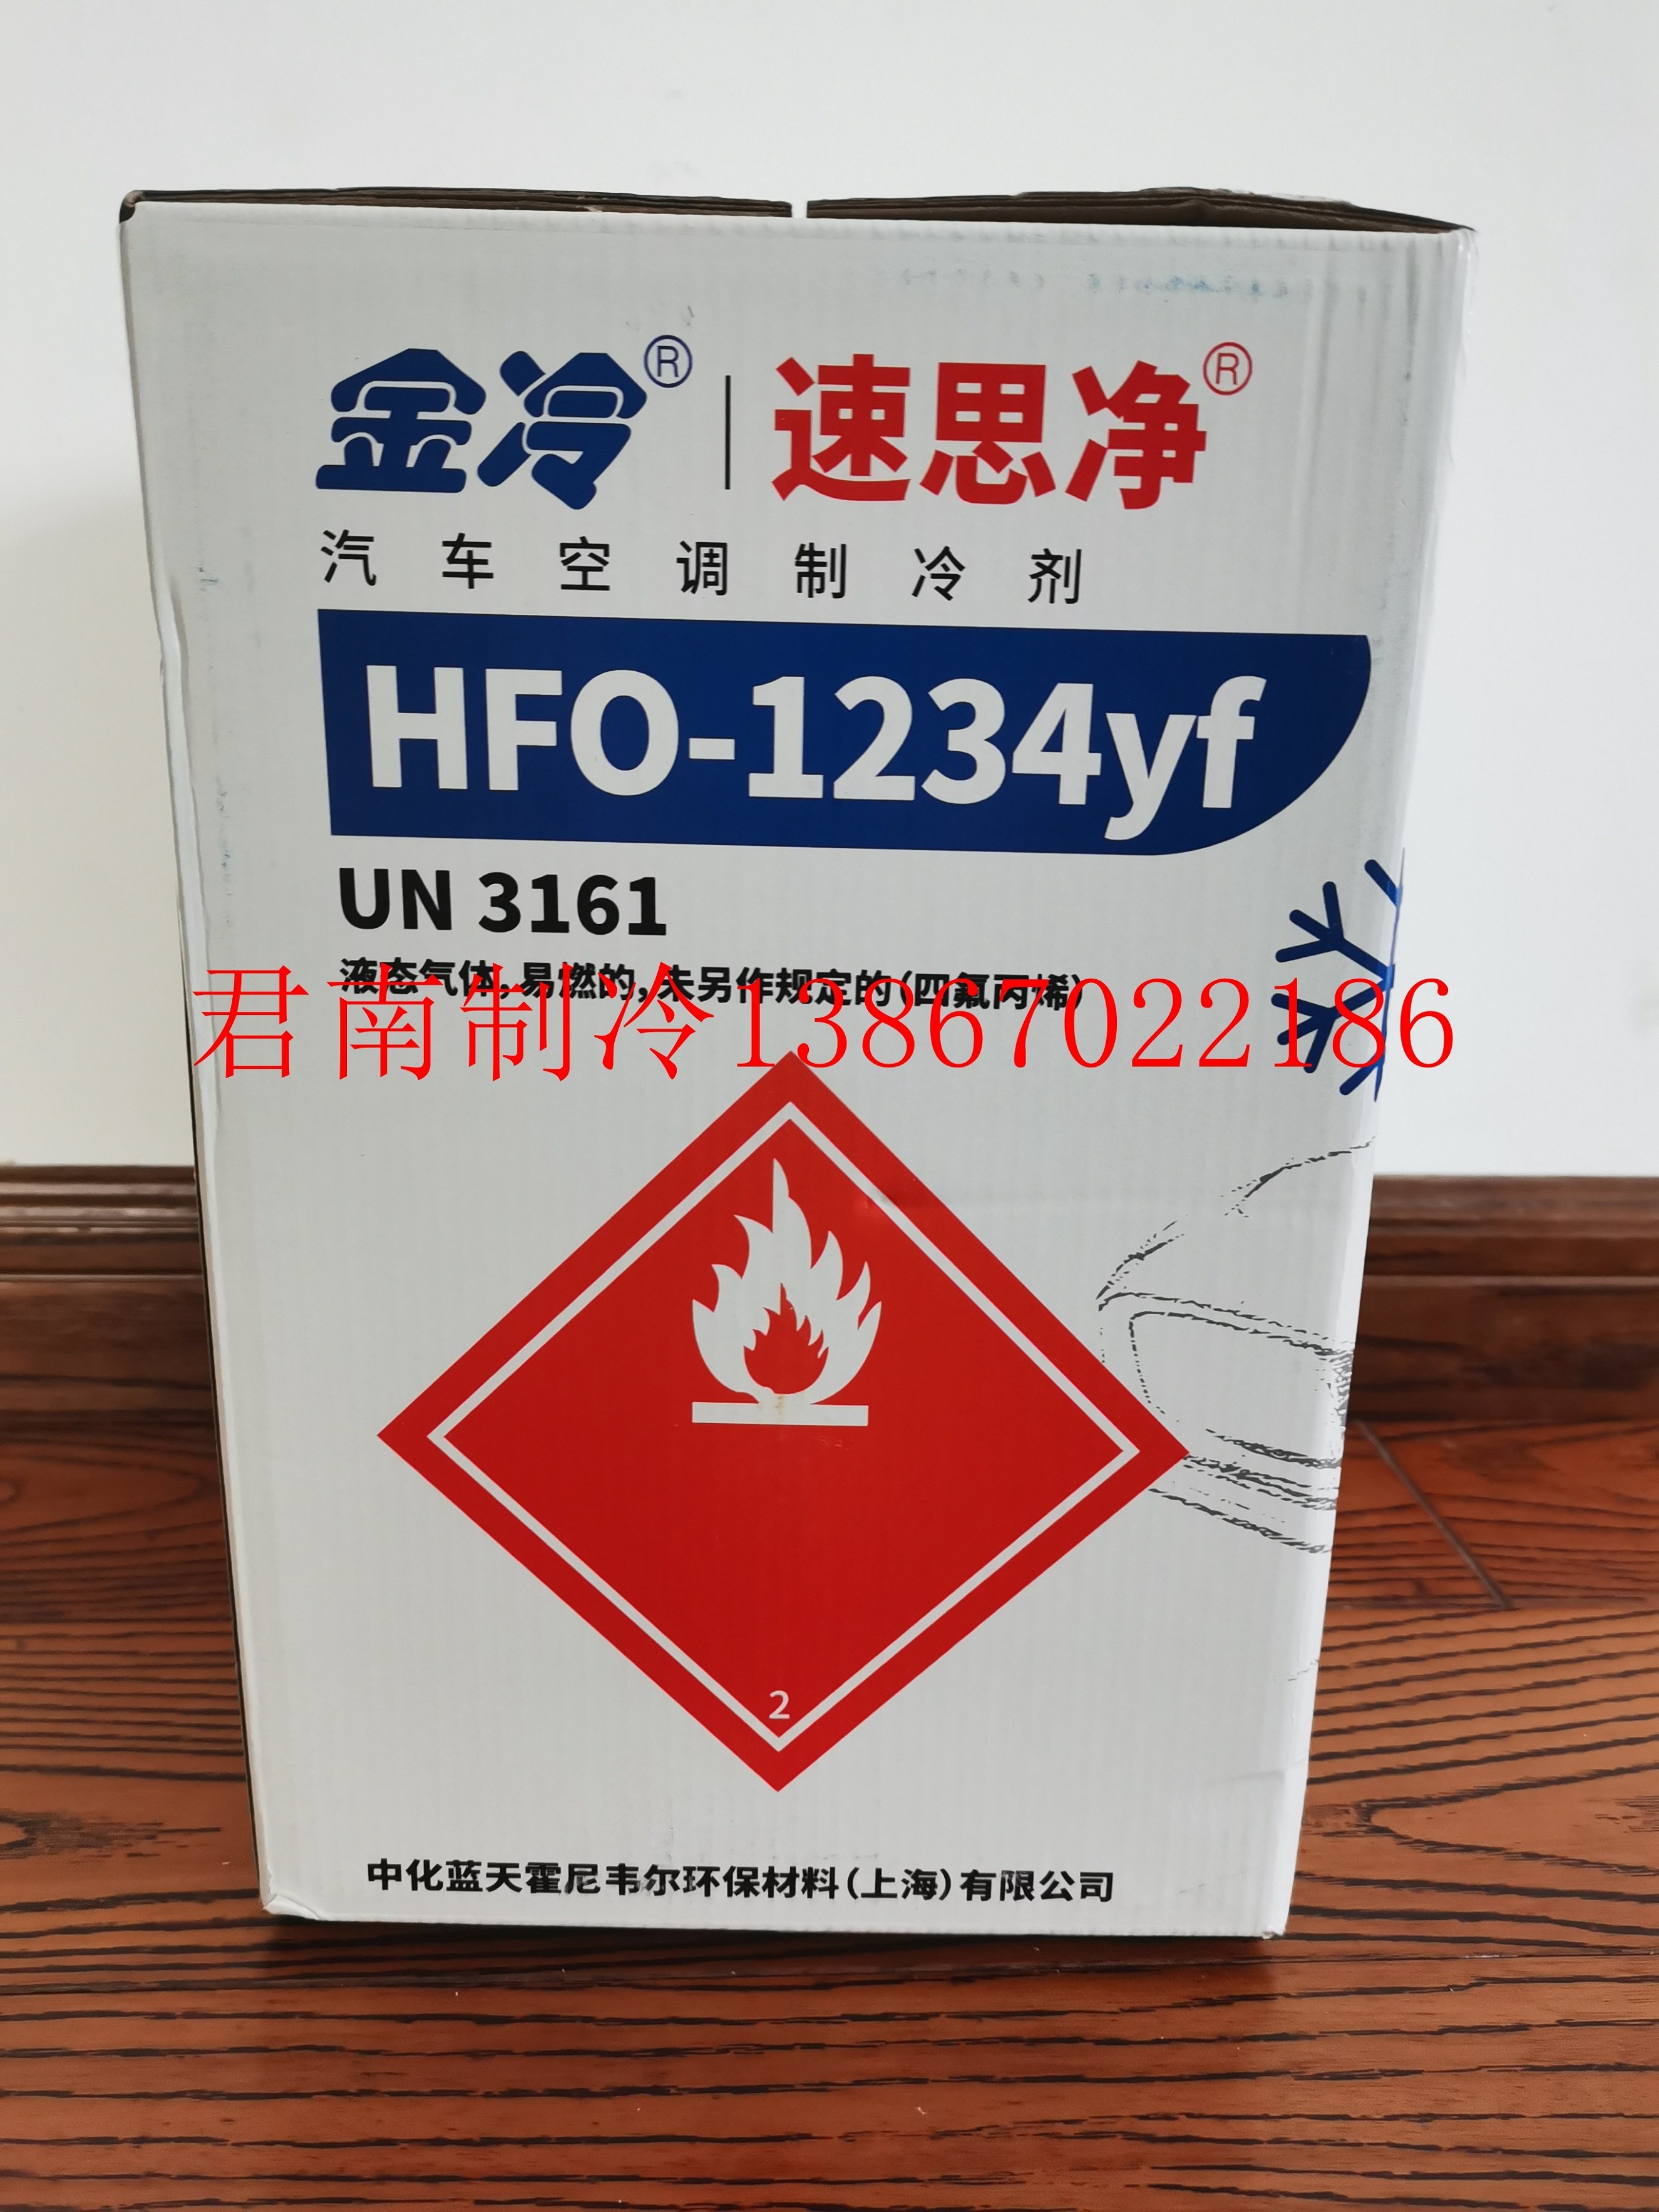 金冷® | 速思净®
汽车空调制冷剂
HFO-1234yf
UN 3161
液态气体,易燃的,未另作规定的(四氟丙烯)
君南制冷13867022186
2
中化蓝天霍尼韦尔环保材料(上海)有限公司